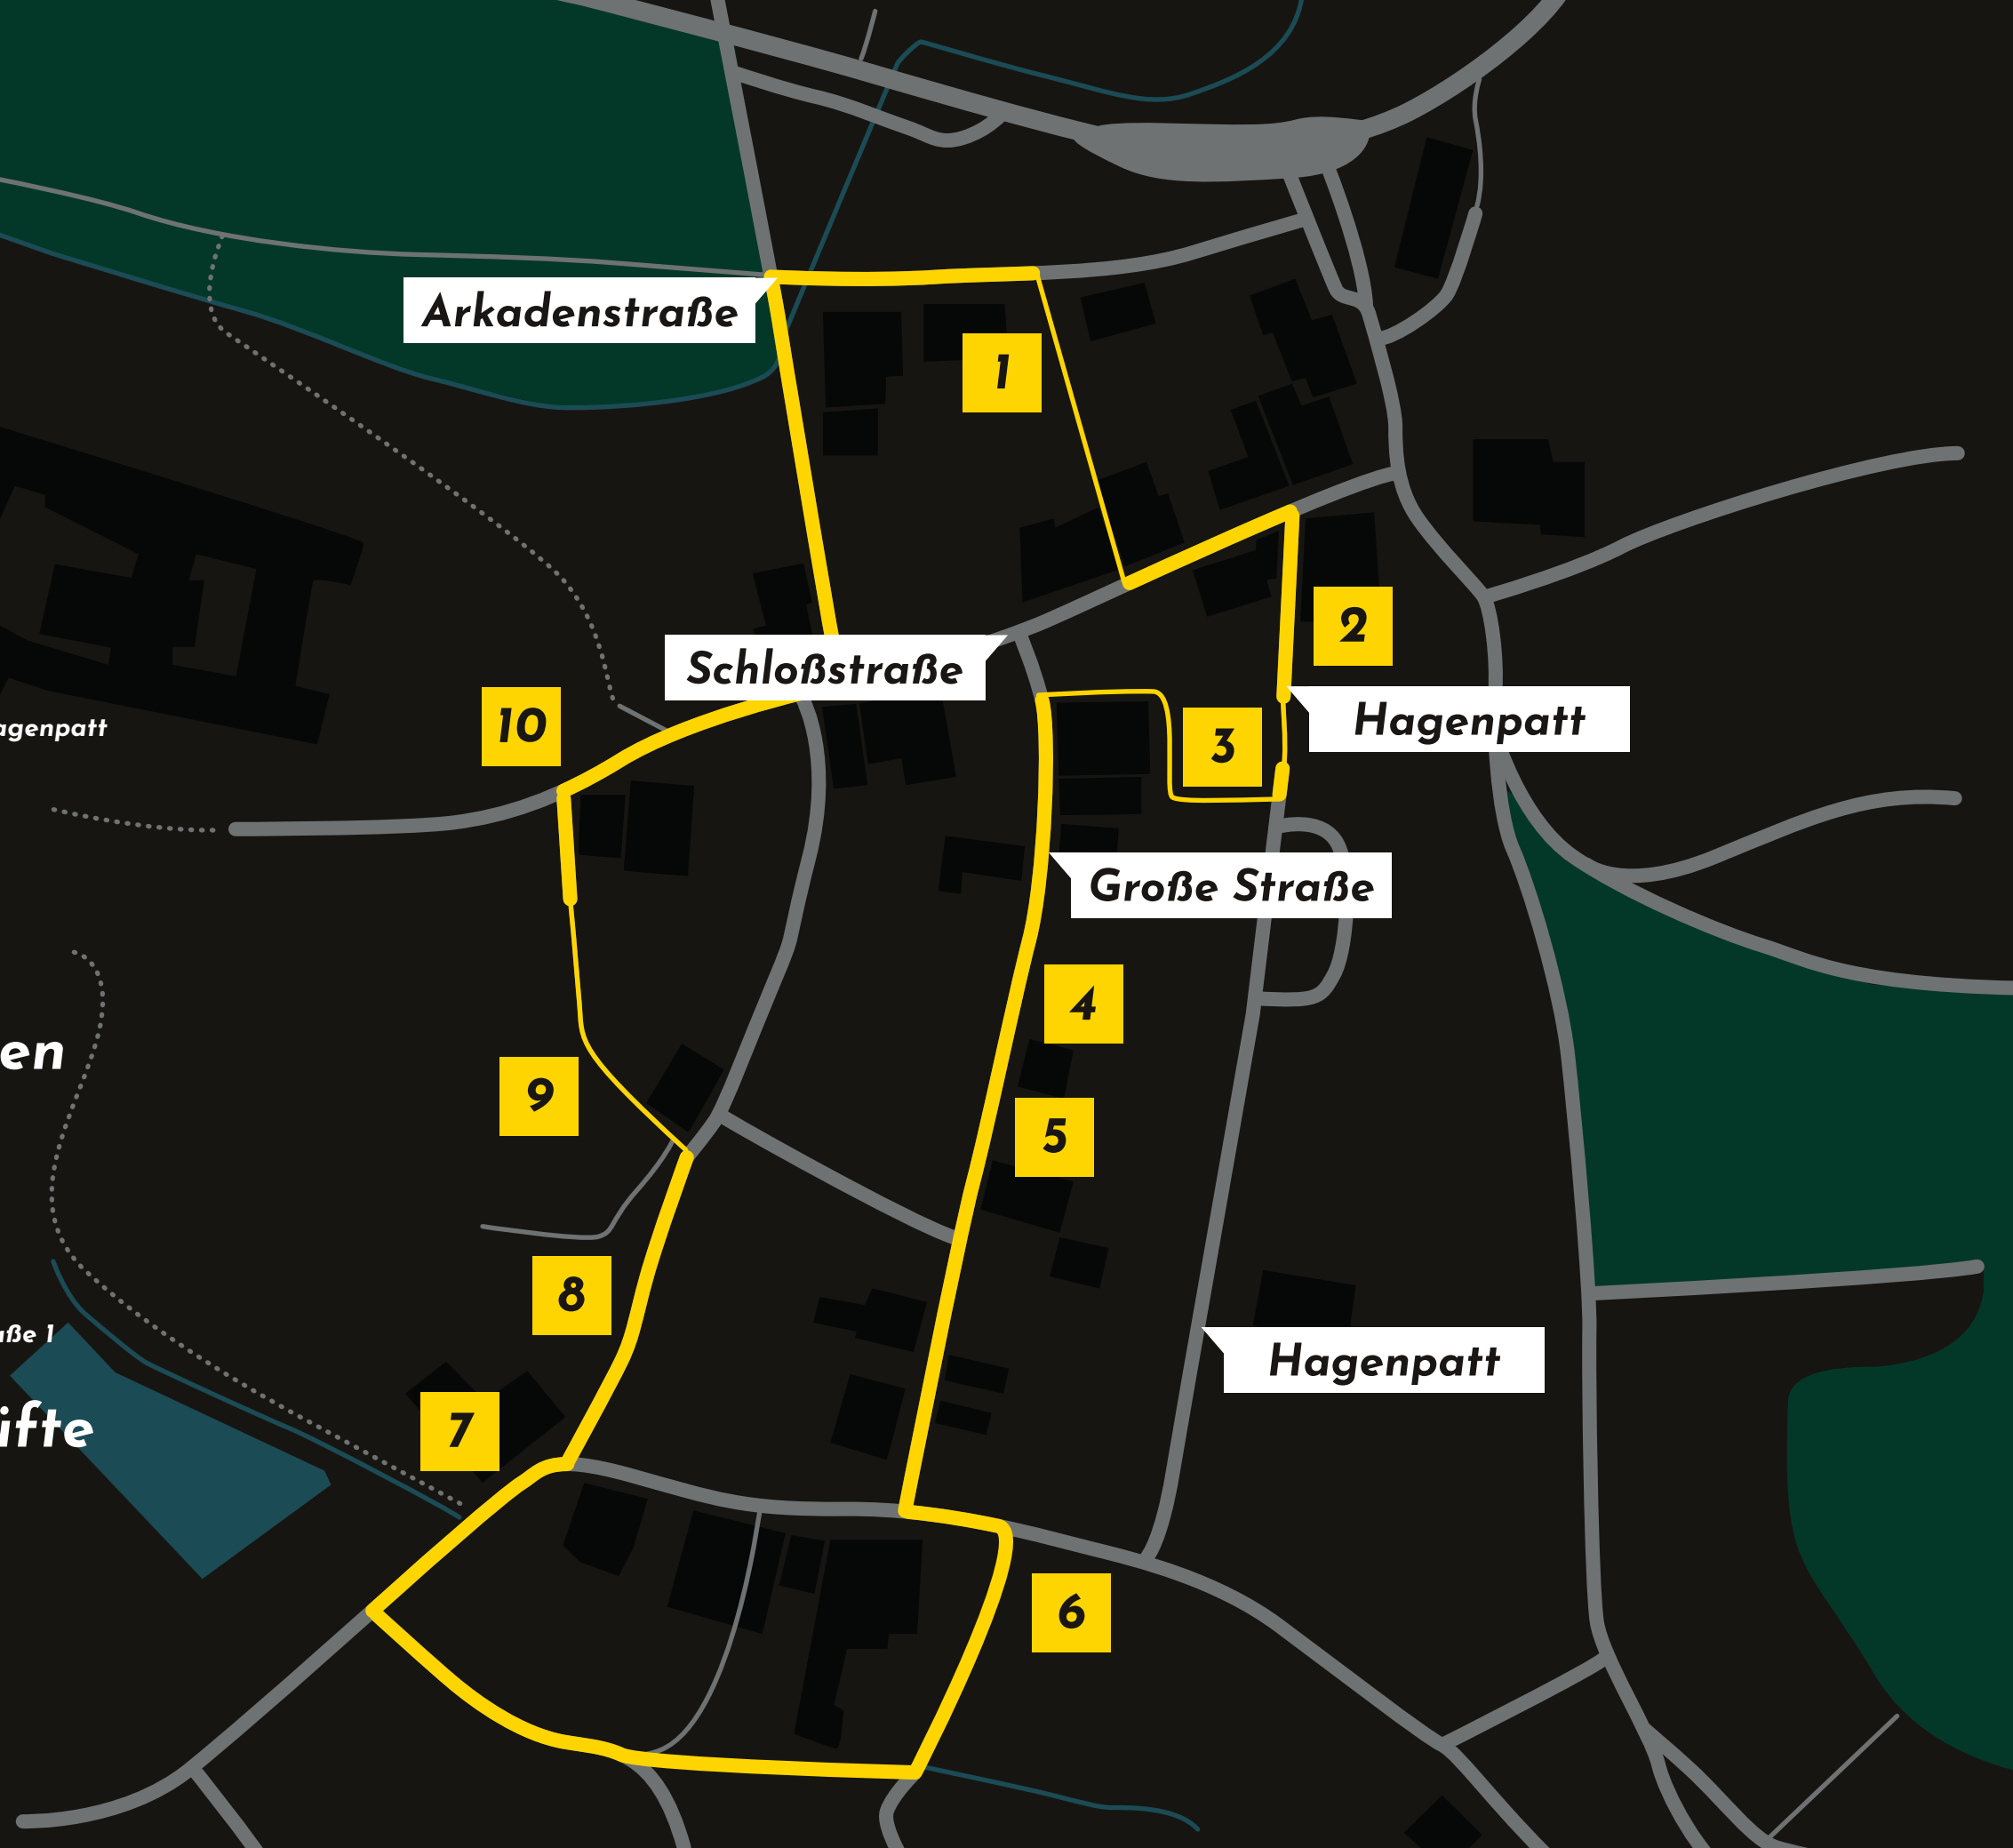 Arkadenstraße
1
2
Schloßstraße
10
Hagenpatt
3
agenpatt
Große Straße
4
en
9
5
8
aße 1
Hagenpatt
7
äfte
6